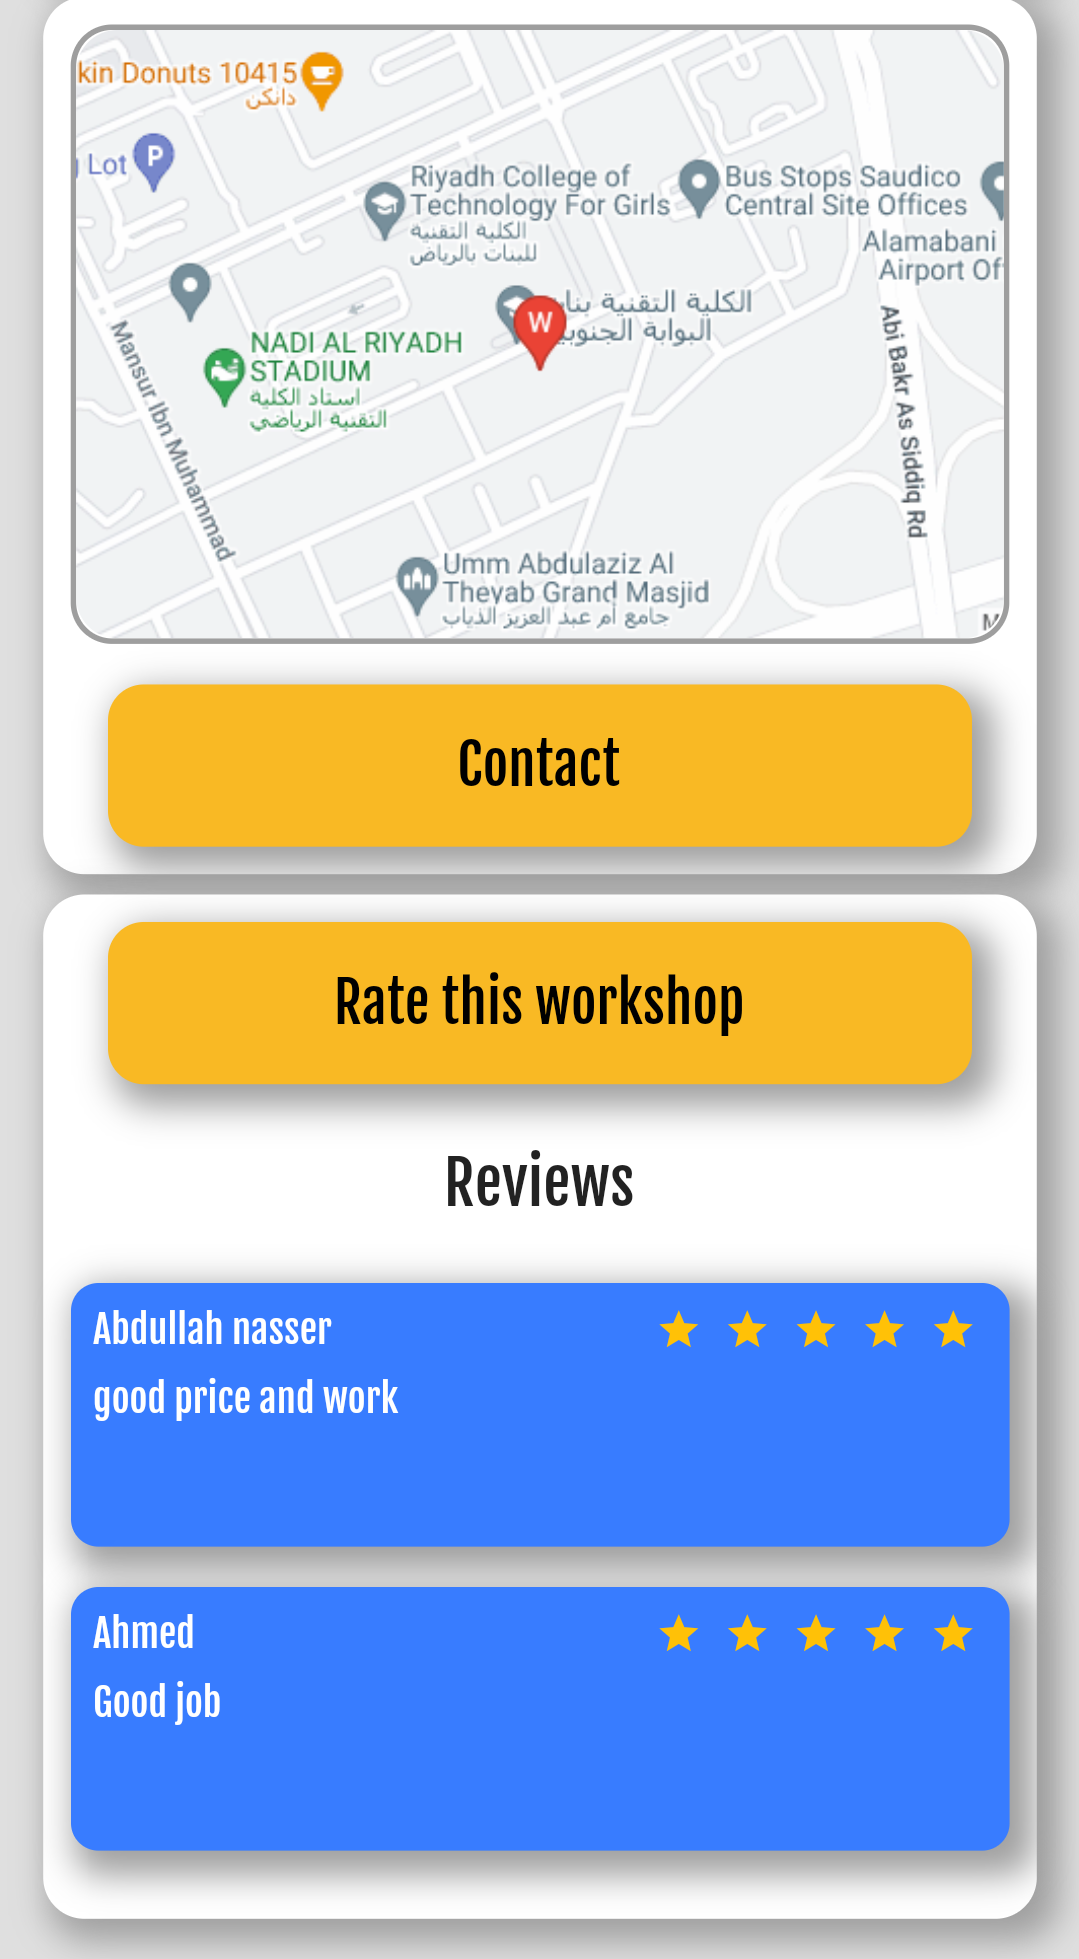 kin Donuts 10415
دانكن
Lot
P
Riyadh College of
Technology For Girls
الكلية التقنية
للبنات بالرياض
Bus Stops Saudico
Central Site Offices
Alamabani
Airport Of
الكلية التقنية بنات
البوابة الجنوبي
W
NADI AL RIYADH
STADIUM
استاد الكلية
التقنية الرياضي
Mansur Ibn Muhammad
Abi Bakr As Siddiq Rd
Umm Abdulaziz Al
Theyab Grand Masjid
جامع أم عبد العزيز الذياب
M
Contact
Rate this workshop
Reviews
Abdullah nasser
good price and work
Ahmed
Good job